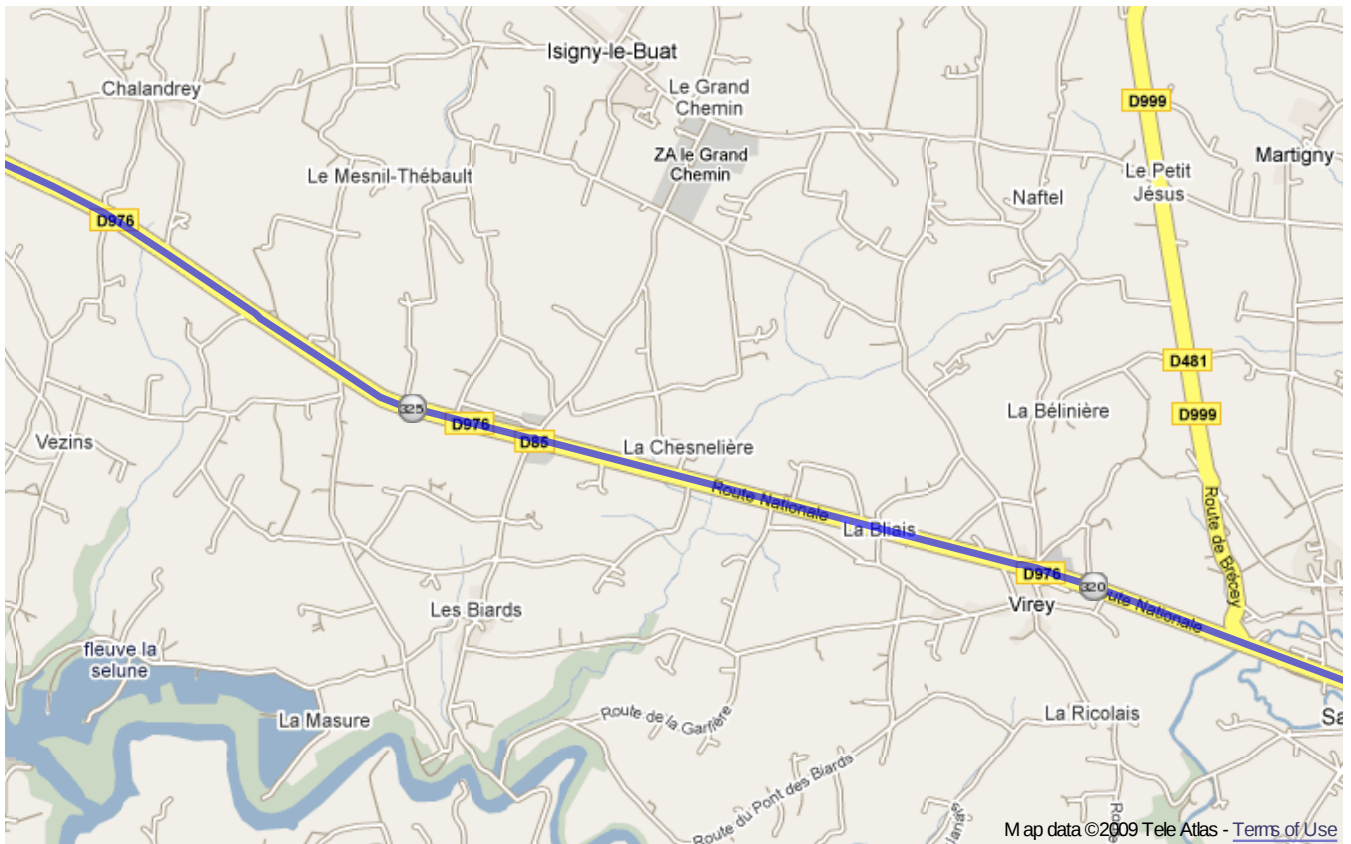 Isigny-le-Buat
Chalandrey
Le Grand
Chemin
D999
ZA le Grand
Chemin
Martigny
Le Mesnil-Thébault
Le Petit
Jésus
Naftel
D976
D481
325
La Bélinière
D999
D976
D85
Vezins
La Chesnelière
Route Nationale
Route de Brécey
La Bliais
D976
320
Virey
Route Nationale
Les Biards
fleuve la
selune
La Masure
Route de la Garlière
La Ricolais
Sa
Route du Pont des Biards
Map data ©2009 Tele Atlas - Terms of Use